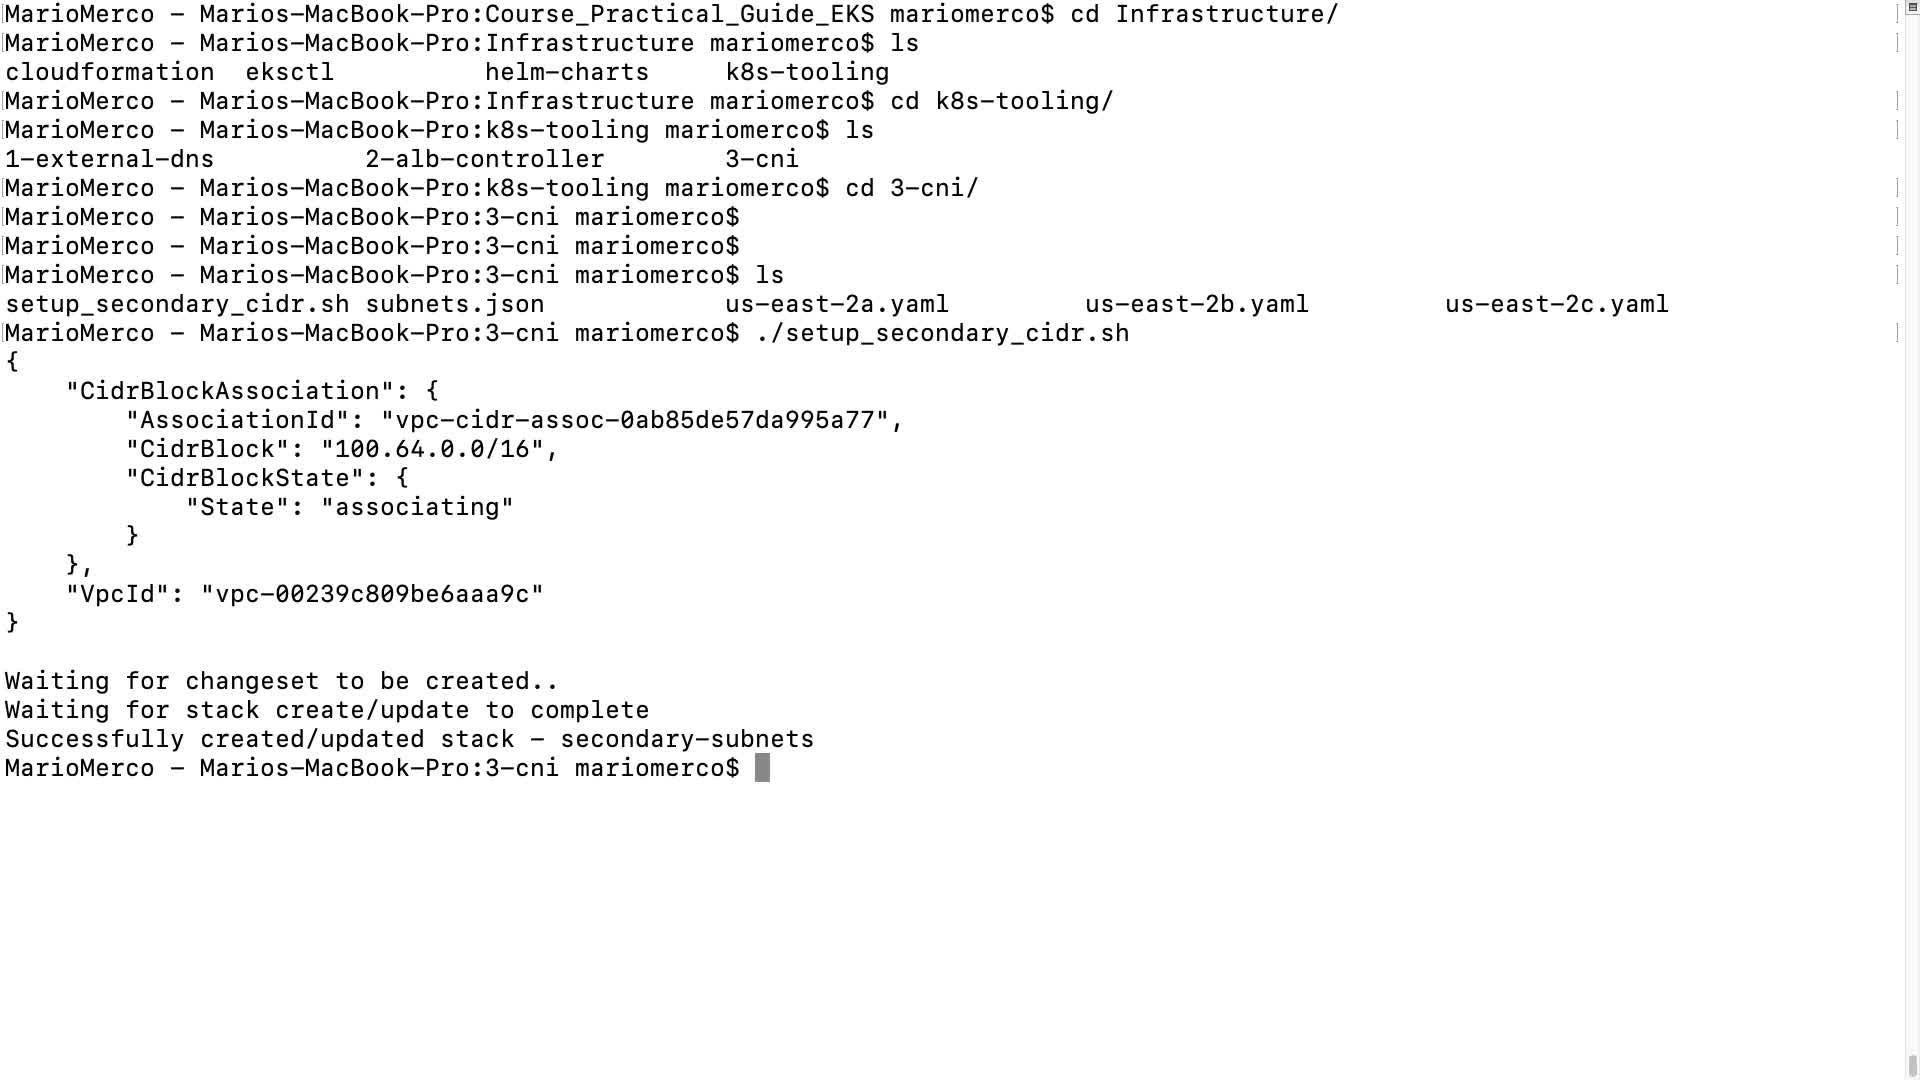 MarioMerco - Marios-MacBook-Pro:Course_Practical_Guide_EKS mariomerco$ cd Infrastructure/
MarioMerco - Marios-MacBook-Pro:Infrastructure mariomerco$ ls
cloudformation  eksctl          helm-charts     k8s-tooling
MarioMerco - Marios-MacBook-Pro:Infrastructure mariomerco$ cd k8s-tooling/
MarioMerco - Marios-MacBook-Pro:k8s-tooling mariomerco$ ls
1-external-dns          2-alb-controller        3-cni
MarioMerco - Marios-MacBook-Pro:k8s-tooling mariomerco$ cd 3-cni/
MarioMerco - Marios-MacBook-Pro:3-cni mariomerco$
MarioMerco - Marios-MacBook-Pro:3-cni mariomerco$
MarioMerco - Marios-MacBook-Pro:3-cni mariomerco$ ls
setup_secondary_cidr.sh subnets.json            us-east-2a.yaml         us-east-2b.yaml         us-east-2c.yaml
MarioMerco - Marios-MacBook-Pro:3-cni mariomerco$ ./setup_secondary_cidr.sh
{
    "CidrBlockAssociation": {
        "AssociationId": "vpc-cidr-assoc-0ab85de57da995a77",
        "CidrBlock": "100.64.0.0/16",
        "CidrBlockState": {
            "State": "associating"
        }
    },
    "VpcId": "vpc-00239c809be6aaa9c"
}
Waiting for changeset to be created..
Waiting for stack create/update to complete
Successfully created/updated stack - secondary-subnets
MarioMerco - Marios-MacBook-Pro:3-cni mariomerco$